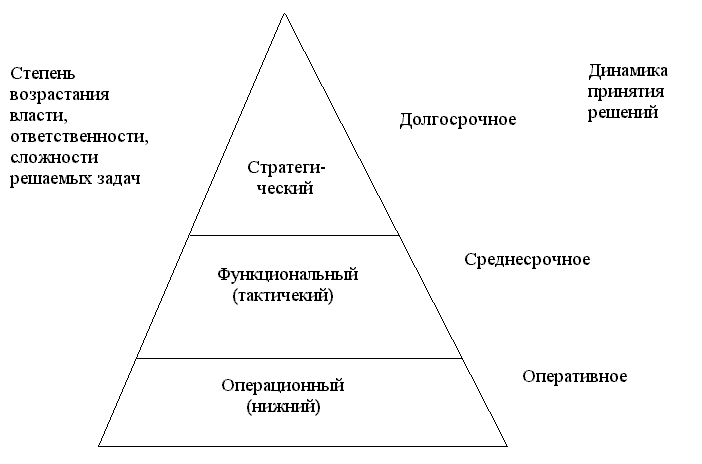 Степень
возрастания
власти,
ответственности,
сложности
решаемых задач
Динамика
принятия
решений
Долгосрочное
Стратеги-
ческий
Среднесрочное
Функциональный
(тактичекий)
Оперативное
Операционный
(нижний)